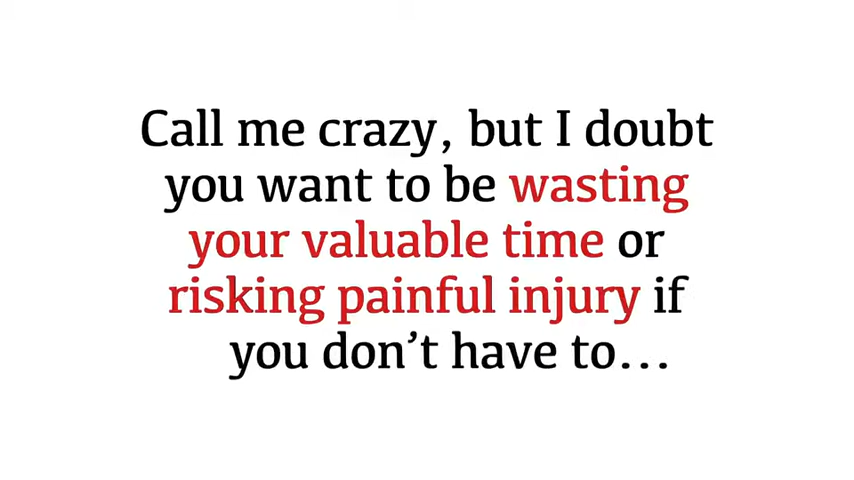 Call me crazy, but I doubt
you want to be wasting
your valuable time or
risking painful injury if
you don’t have to...